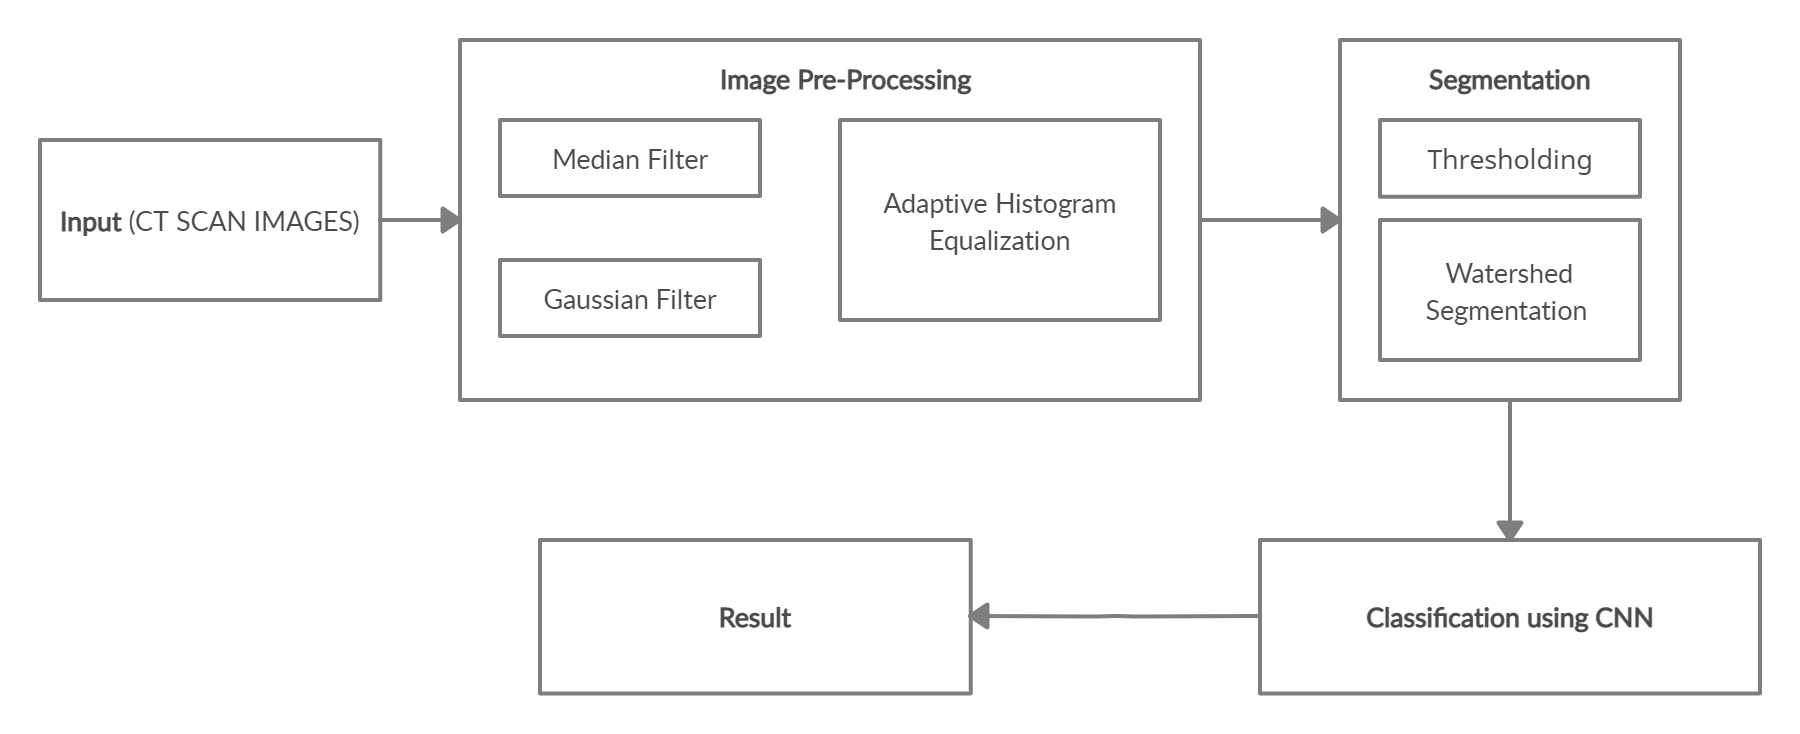 Input (CT SCAN IMAGES)
Image Pre-Processing
Median Filter
Gaussian Filter
Adaptive Histogram
Equalization
Segmentation
Thresholding
Watershed
Segmentation
Classification using CNN
Result